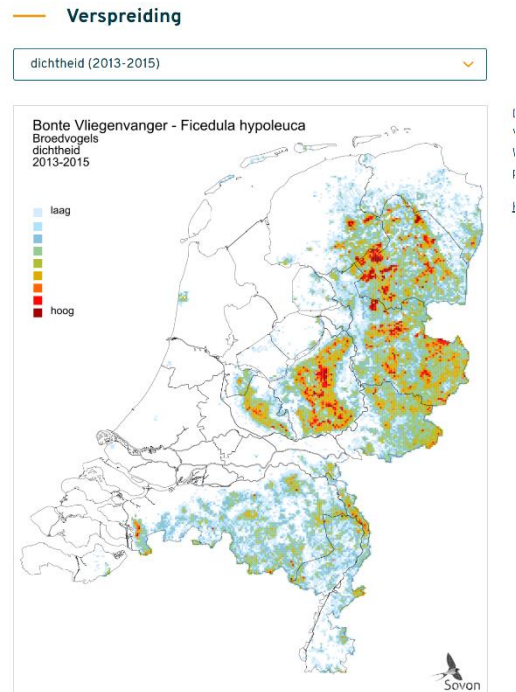 Verspreiding
dichtheid (2013-2015)
Bonte Vliegenvanger - Ficedula hypoleuca
Broedvogels
dichtheid
2013-2015
laag
hoog
Sovon